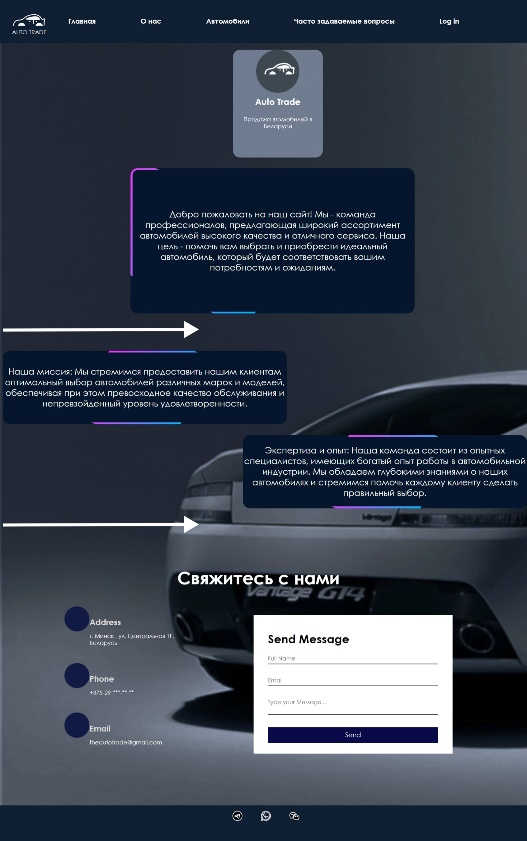 AUTO TRADE
Главная
О нас
Автомобили
Часто задаваемые вопросы
Log in
Auto Trade
Продажа автомобилей в
Беларуси
Добро пожаловать на наш сайт! Мы - команда
профессионалов, предлагающая широкий ассортимент
автомобилей высокого качества и отличного сервиса. Наша
цель - помочь вам выбрать и приобрести идеальный
автомобиль, который будет соответствовать вашим
потребностям и ожиданиям.
Наша миссия: Мы стремимся предоставить нашим клиентам
оптимальный выбор автомобилей различных марок и моделей,
обеспечивая при этом превосходное качество обслуживания и
непревзойденный уровень удовлетворенности.
Экспертиза и опыт: Наша команда состоит из опытных
специалистов, имеющих богатый опыт работы в автомобильной
индустрии. Мы обладаем глубокими знаниями о наших
автомобилях и стремимся помочь каждому клиенту сделать
правильный выбор.
Vantage
Свяжитесь с нами
Vantage GT4
Address
г. Минск , ул. Центральная 1Г,
Беларусь
Phone
+375 29 ***-**-**
Email
theautotrade@gmail.com
Send Message
Full Name
Email
Type your Message...
Send